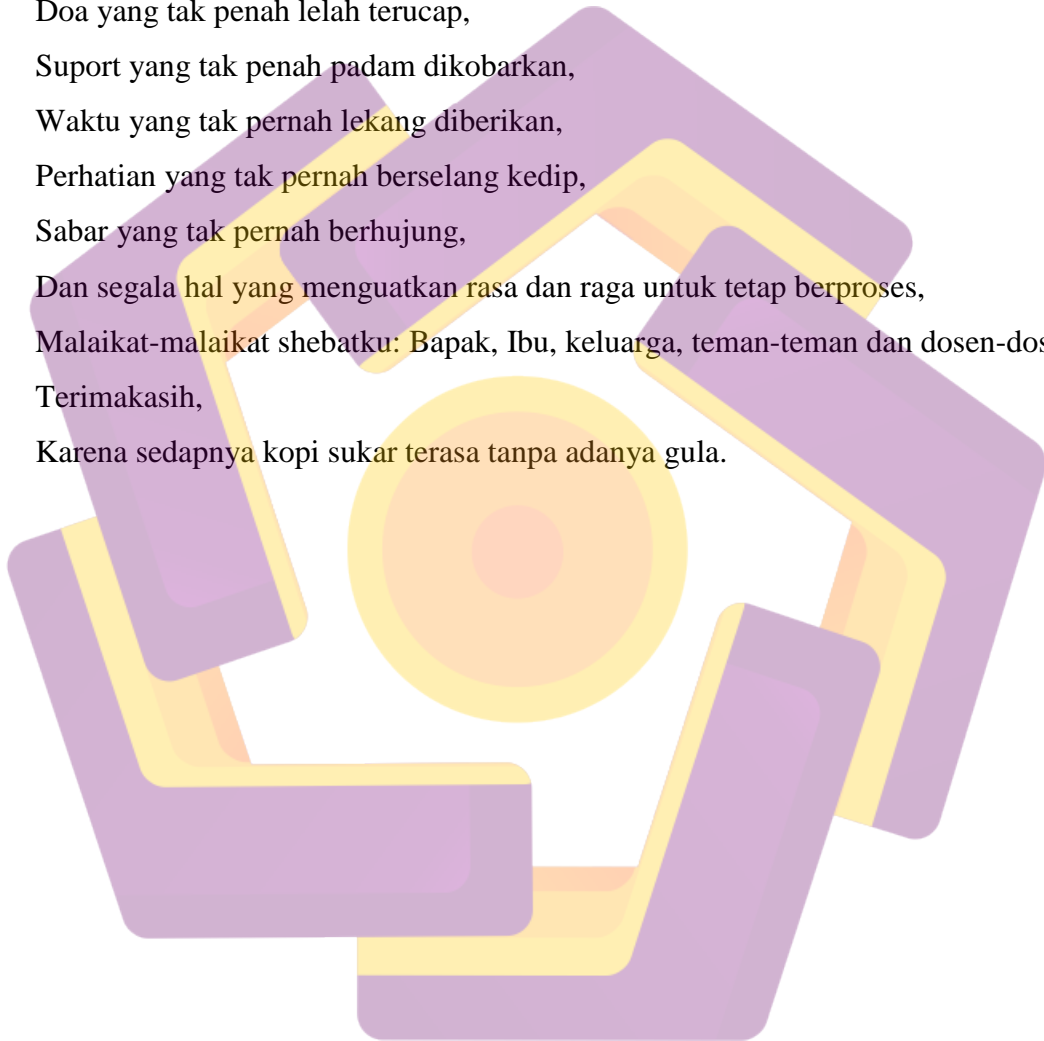 Doa yang tak penah lelah terucap,
Suport yang tak penah padam dikobarkan,
Waktu yang tak pernah lekang diberikan,
Perhatian yang tak pernah berselang kedip,
Sabar yang tak pernah berhujung,
Dan segala hal yang menguatkan rasa dan raga untuk tetap berproses,
Malaikat-malaikat shebatku: Bapak, Ibu, keluarga, teman-teman dan dosen-dos
Terimakasih,
Karena sedapnya kopi sukar terasa tanpa adanya gula.